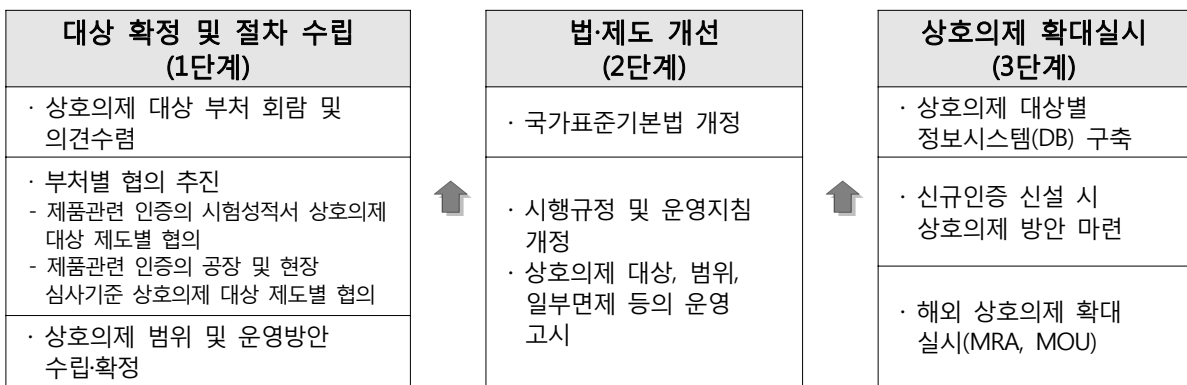 대상 확정 및 절차 수립
(1단계)
· 상호의제 대상 부처 회람 및
의견수렴
· 부처별 협의 추진
- 제품관련 인증의 시험성적서 상호의제
대상 제도별 협의
- 제품관련 인증의 공장 및 현장
심사기준 상호의제 대상 제도별 협의
· 상호의제 범위 및 운영방안
수립·확정
법·제도 개선
(2단계)
· 국가표준기본법 개정
· 시행규정 및 운영지침
개정
· 상호의제 대상, 범위,
일부면제 등의 운영
고시
상호의제 확대실시
(3단계)
· 상호의제 대상별
정보시스템(DB) 구축
· 신규인증 신설 시
상호의제 방안 마련
· 해외 상호의제 확대
실시(MRA, MOU)